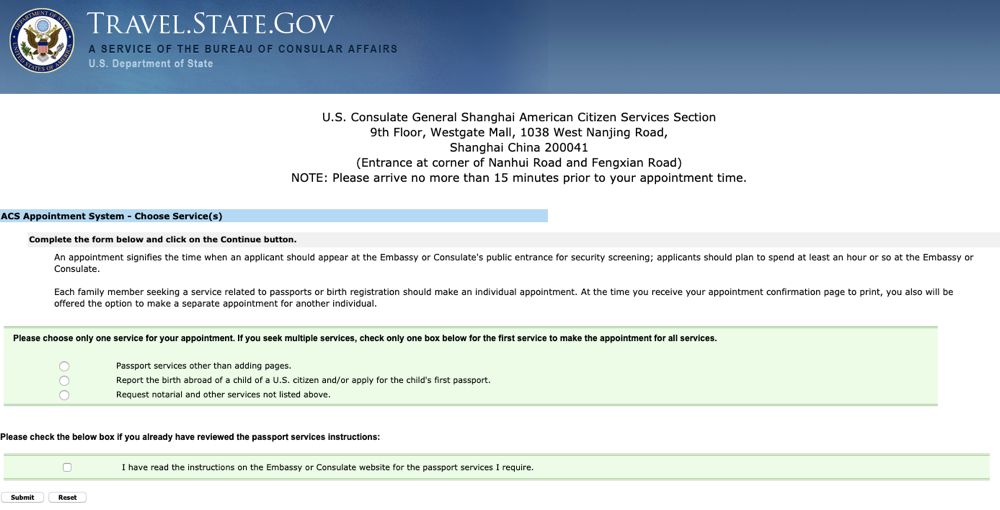 TRAVEL.STATE.GOV
A SERVICE OF THE BUREAU OF CONSULAR AFFAIRS
U.S. Department of State
U.S. Consulate General Shanghai American Citizen Services Section
9th Floor, Westgate Mall, 1038 West Nanjing Road,
Shanghai China 200041
(Entrance at corner of Nanhui Road and Fengxian Road)
NOTE: Please arrive no more than 15 minutes prior to your appointment time.
ACS Appointment System - Choose Service(s)
Complete the form below and click on the Continue button.
An appointment signifies the time when an applicant should appear at the Embassy or Consulate's public entrance for security screening; applicants should plan to spend at least an hour or so at the Embassy or
Consulate.
Each family member seeking a service related to passports or birth registration should make an individual appointment. At the time you receive your appointment confirmation page to print, you also will be
offered the option to make a separate appointment for another individual.
Please choose only one service for your appointment. If you seek multiple services, check only one box below for the first service to make the appointment for all services.
Passport services other than adding pages.
Report the birth abroad of a child of a U.S. citizen and/or apply for the child's first passport.
Request notarial and other services not listed above.
Please check the below box if you already have reviewed the passport services instructions:
I have read the instructions on the Embassy or Consulate website for the passport services I require.
Submit Reset